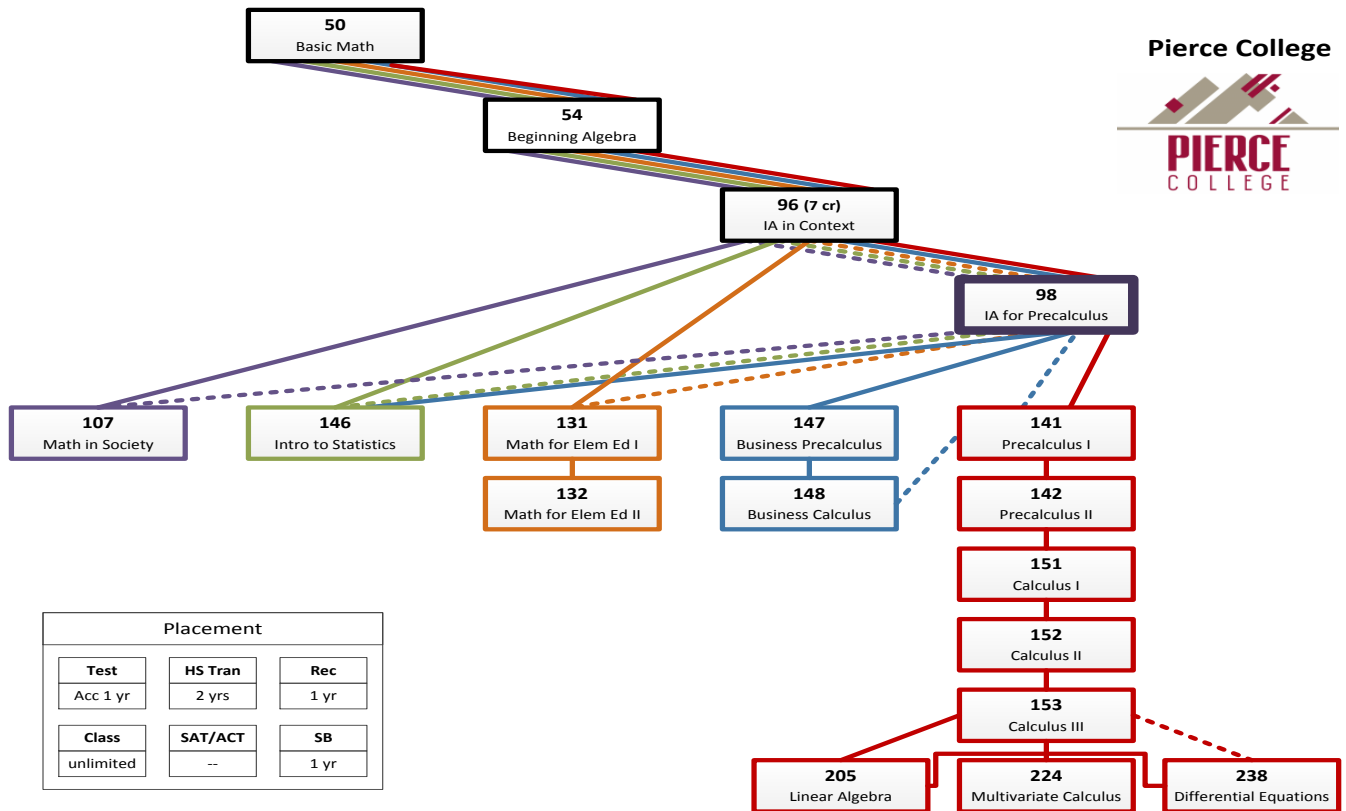 50
Basic Math
Pierce College
PIERCE
COLLEGE
54
Beginning Algebra
96 (7 cr)
IA in Context
98
IA for Precalculus
107
Math in Society
146
Intro to Statistics
131
Math for Elem Ed I
147
Business Precalculus
141
Precalculus I
132
Math for Elem Ed II
148
Business Calculus
142
Precalculus II
151
Calculus I
152
Calculus II
153
Calculus III
205
Linear Algebra
224
Multivariate Calculus
238
Differential Equations
Placement
Test
Acc 1 yr
HS Tran
2 yrs
Rec
1 yr
Class
unlimited
SAT/ACT
--
SB
1 yr